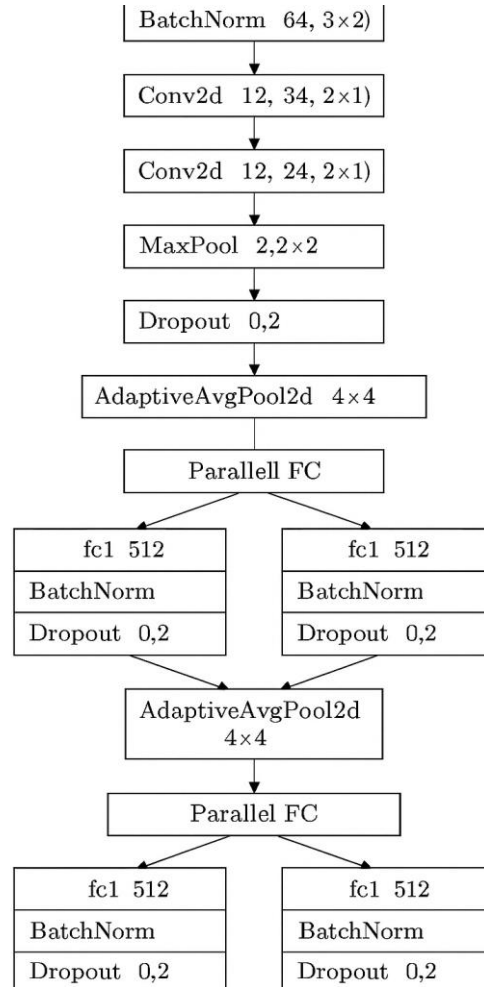 BatchNorm 64, 3×2)
Conv2d 12, 34, 2×1)
Conv2d 12, 24, 2×1)
MaxPool 2,2×2
Dropout 0,2
AdaptiveAvgPool2d 4×4
Parallell FC
fc1 512
BatchNorm
Dropout 0,2
fc1 512
BatchNorm
Dropout 0,2
AdaptiveAvgPool2d
4×4
Parallel FC
fc1 512
BatchNorm
Dropout 0,2
fc1 512
BatchNorm
Dropout 0,2